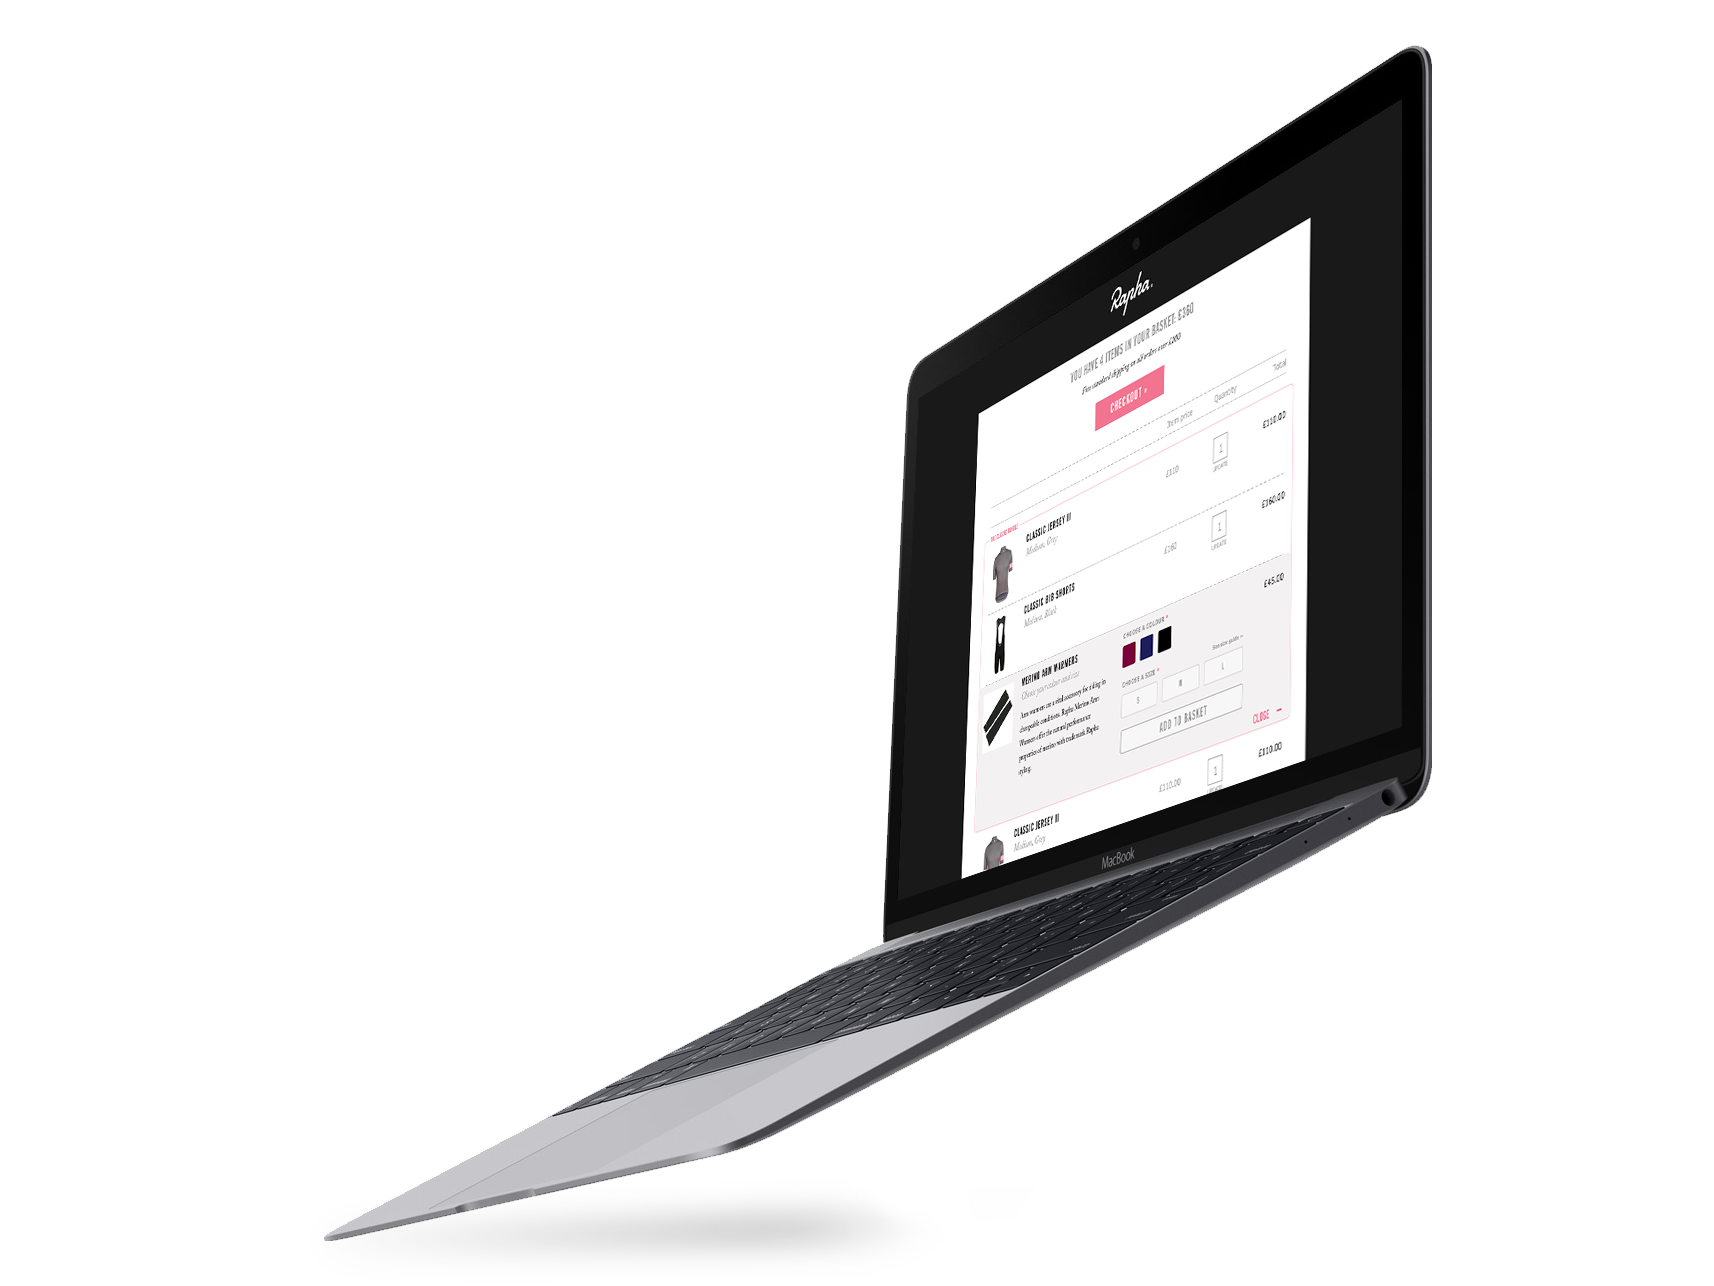 Rapha.
YOU HAVE 4 ITEMS IN YOUR BASKET: £360
Free standard shipping on all orders over £200
CHECKOUT »
Item price
Quantity
Total
CLASSIC JERSEY III
Medium, Grey
£110
1
UPDATE
£110.00
CLASSIC BIB SHORTS
Medium, Black
£160
1
UPDATE
£160.00
MERINO ARM WARMERS
Choose your colour and size
Arm warmers are a vital accessory for riding in
changeable conditions. Rapha Merino Arm
Warmers offer the natural performance
properties of merino with trademark Rapha
styling.
CHOOSE A COLOUR *
CHOOSE A SIZE *
See size guide
S
M
L
ADD TO BASKET
£45.00
CLOSE —
CLASSIC JERSEY III
Medium, Grey
£110.00
1
£110.00
MacBook